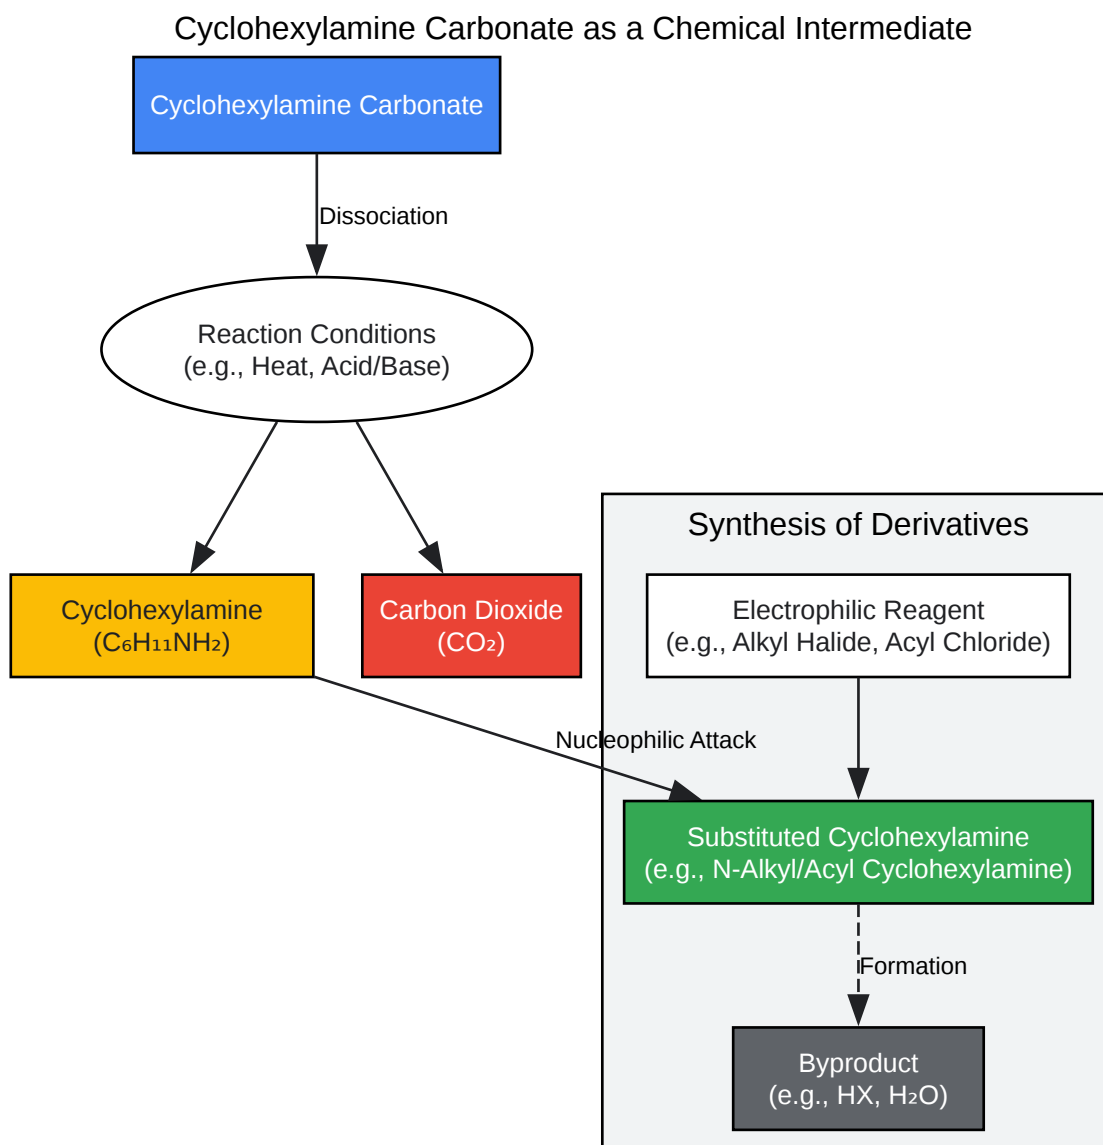 Cyclohexylamine Carbonate as a Chemical Intermediate
Cyclohexylamine Carbonate
Dissociation
Reaction Conditions
(e.g., Heat, Acid/Base)
Cyclohexylamine
(C₆H₁₁NH₂)
Carbon Dioxide
(CO₂)
Synthesis of Derivatives
Electrophilic Reagent
(e.g., Alkyl Halide, Acyl Chloride)
Nucleophilic Attack
Substituted Cyclohexylamine
(e.g., N-Alkyl/Acyl Cyclohexylamine)
Formation
Byproduct
(e.g., HX, H₂O)